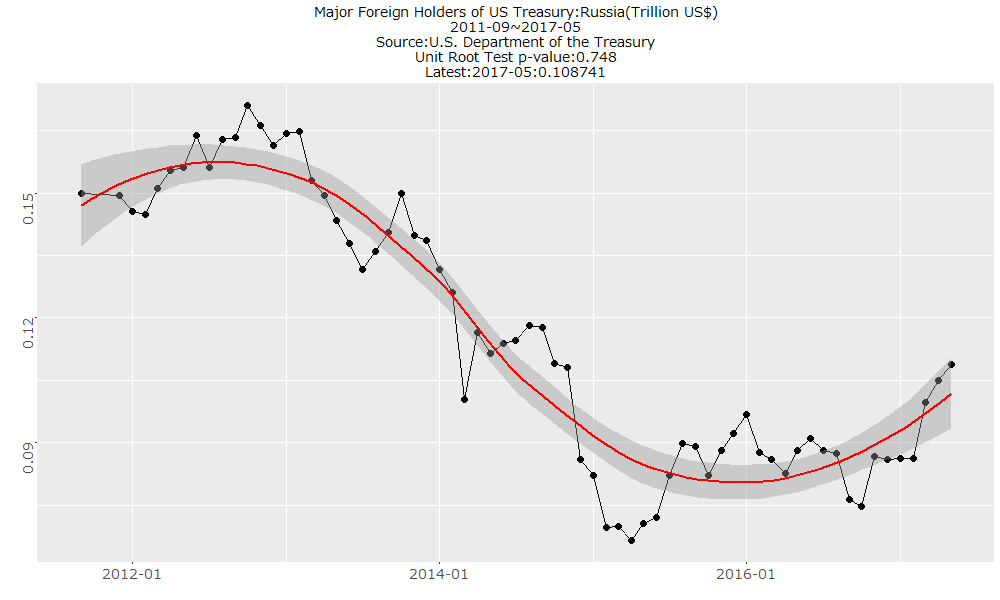 Major Foreign Holders of US Treasury:Russia(Trillion US$)
2011-09~2017-05
Source:U.S. Department of the Treasury
Unit Root Test p-value:0.748
Latest:2017-05:0.108741
0.15
0.12
0.09
2012-01
2014-01
2016-01